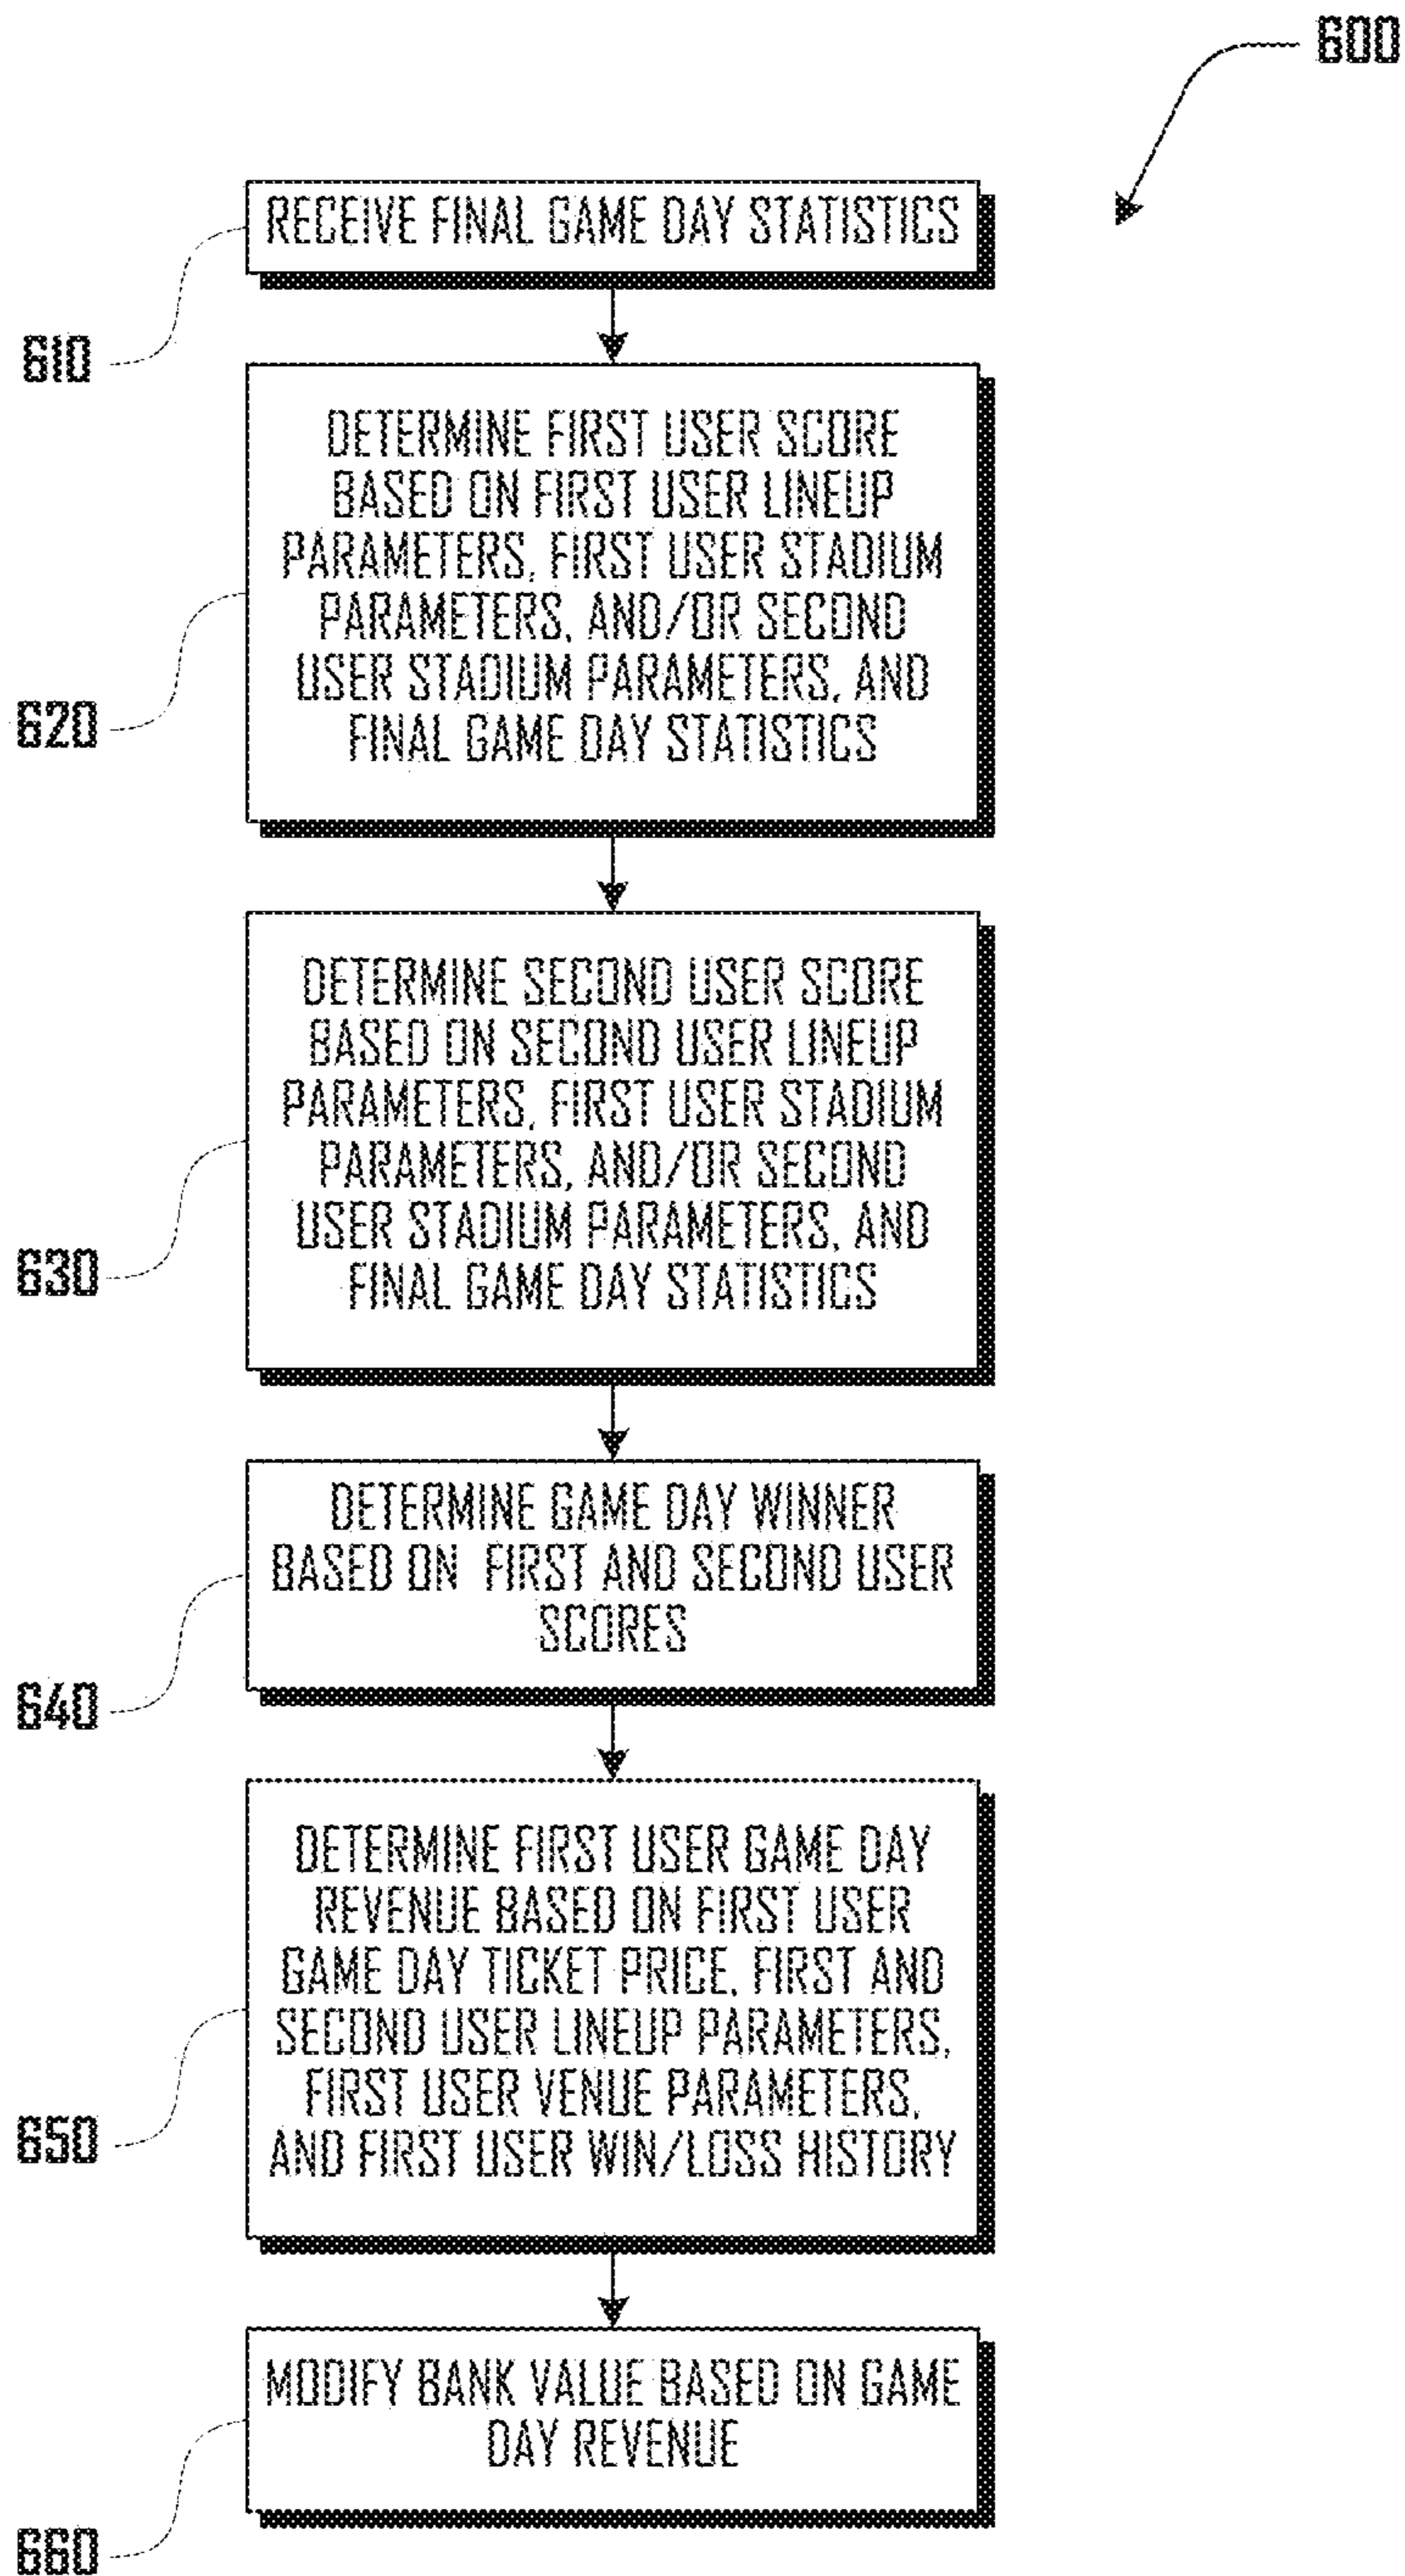 600
RECEIVE FINAL GAME DAY STATISTICS
610
DETERMINE FIRST USER SCORE
BASED ON FIRST USER LINEUP
PARAMETERS, FIRST USER STADIUM
PARAMETERS, AND/OR SECOND
USER STADIUM PARAMETERS, AND
FINAL GAME DAY STATISTICS
620
DETERMINE SECOND USER SCORE
BASED ON SECOND USER LINEUP
PARAMETERS, FIRST USER STADIUM
PARAMETERS, AND/OR SECOND
USER STADIUM PARAMETERS, AND
FINAL GAME DAY STATISTICS
630
DETERMINE GAME DAY WINNER
BASED ON FIRST AND SECOND USER
SCORES
640
DETERMINE FIRST USER GAME DAY
REVENUE BASED ON FIRST USER
GAME DAY TICKET PRICE, FIRST AND
SECOND USER LINEUP PARAMETERS,
FIRST USER VENUE PARAMETERS,
AND FIRST USER WIN/LOSS HISTORY
650
MODIFY BANK VALUE BASED ON GAME
DAY REVENUE
660